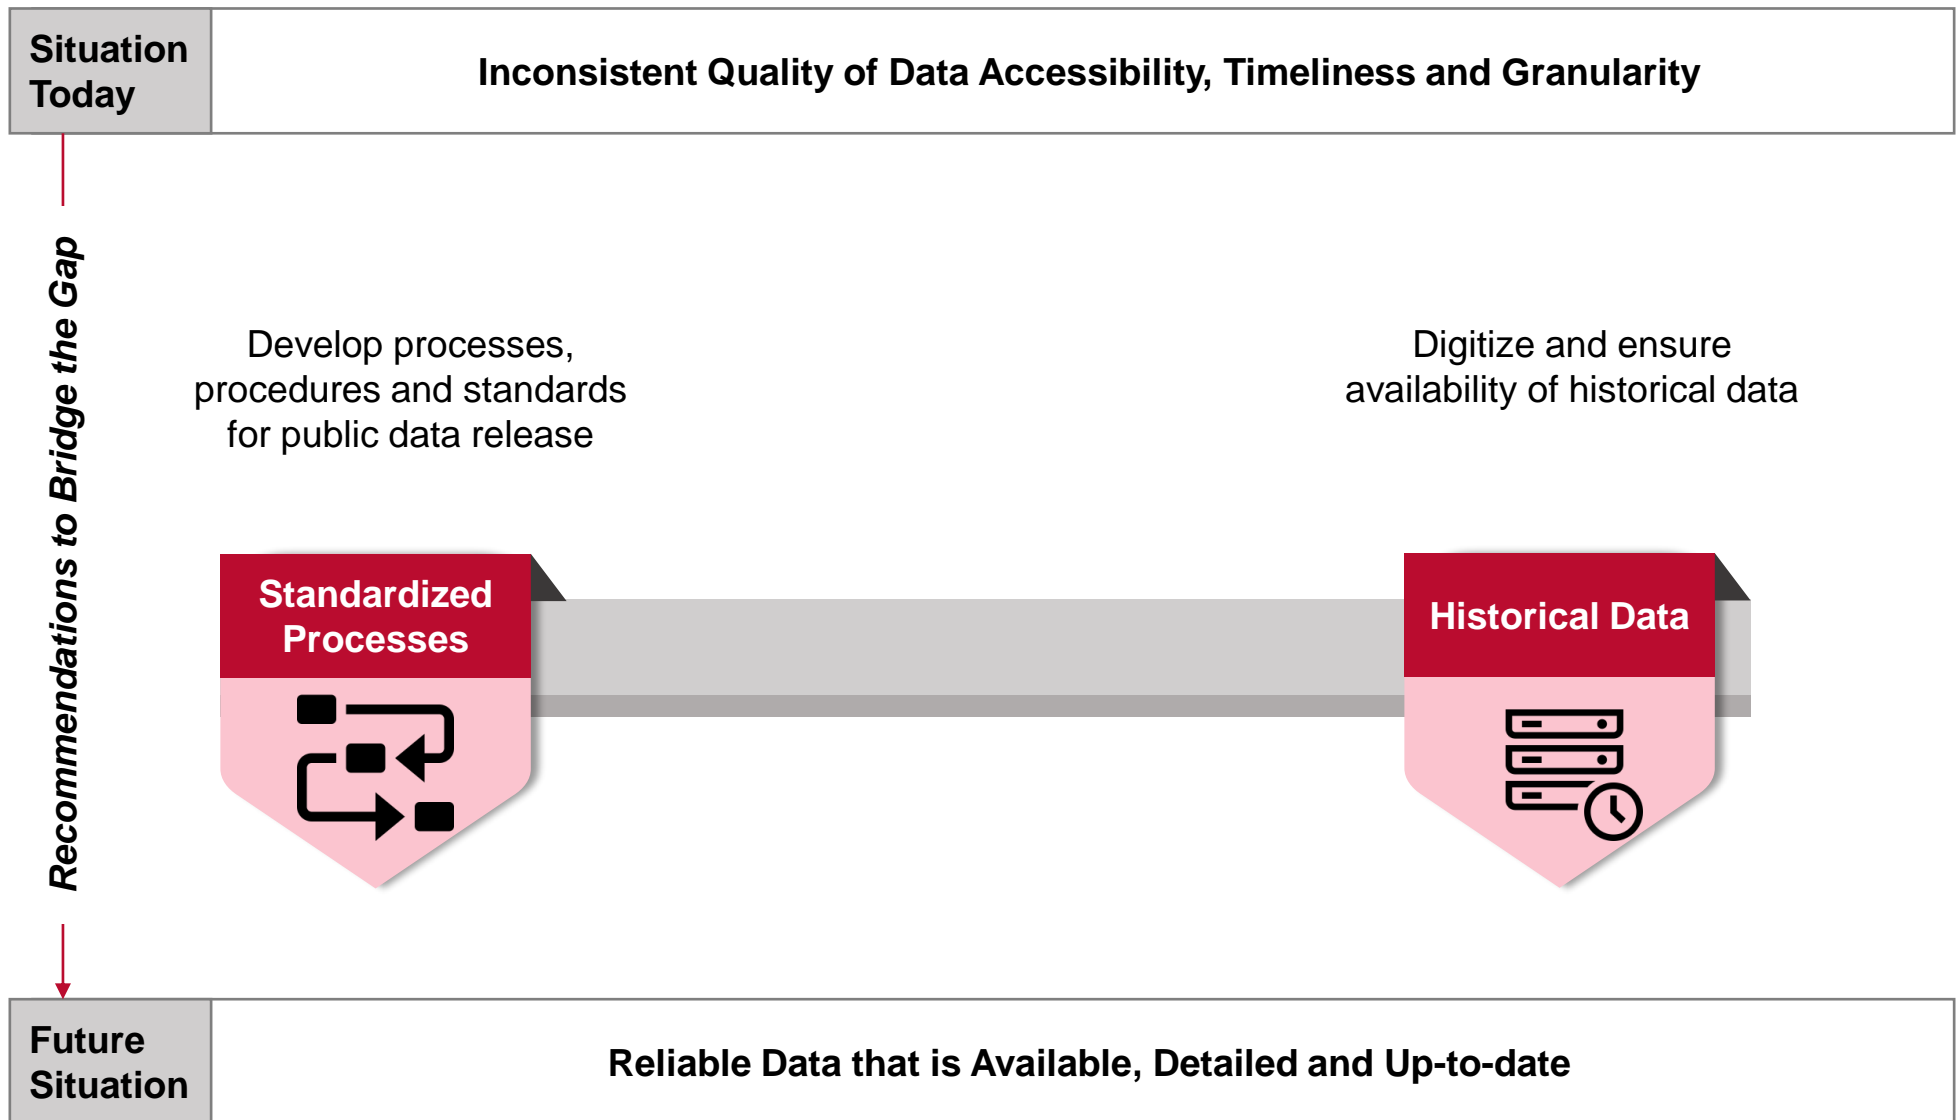 Situation
Today
Inconsistent Quality of Data Accessibility, Timeliness and Granularity
Recommendations to Bridge the Gap
Develop processes,
procedures and standards
for public data release
Digitize and ensure
availability of historical data
Standardized
Processes
Historical Data
Future
Situation
Reliable Data that is Available, Detailed and Up-to-date